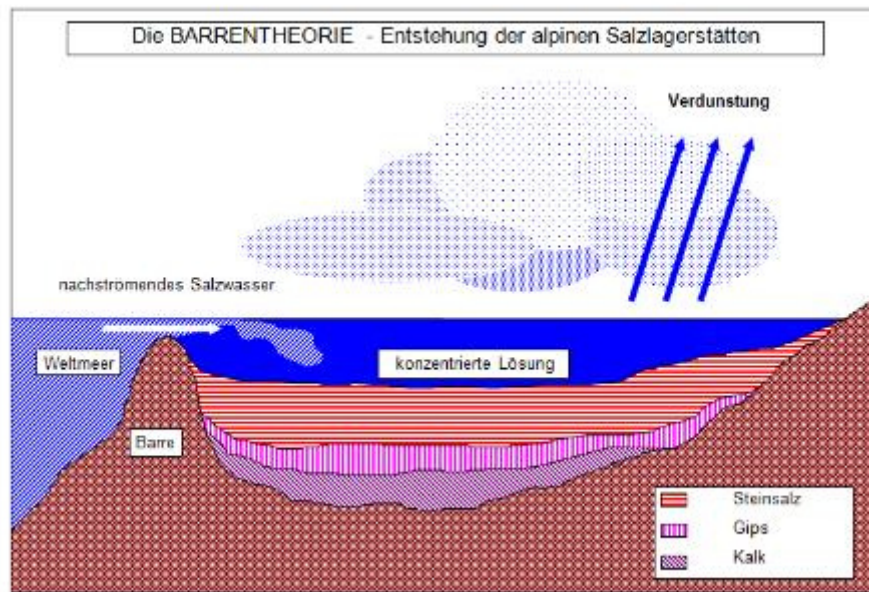 Die BARRENTHEORIE - Entstehung der alpinen Salzlagerstätten
Verdunstung
nachströmendes Salzwasser
Weltmeer
konzentrierte Lösung
Barre
Steinsalz
Gips
Kalk